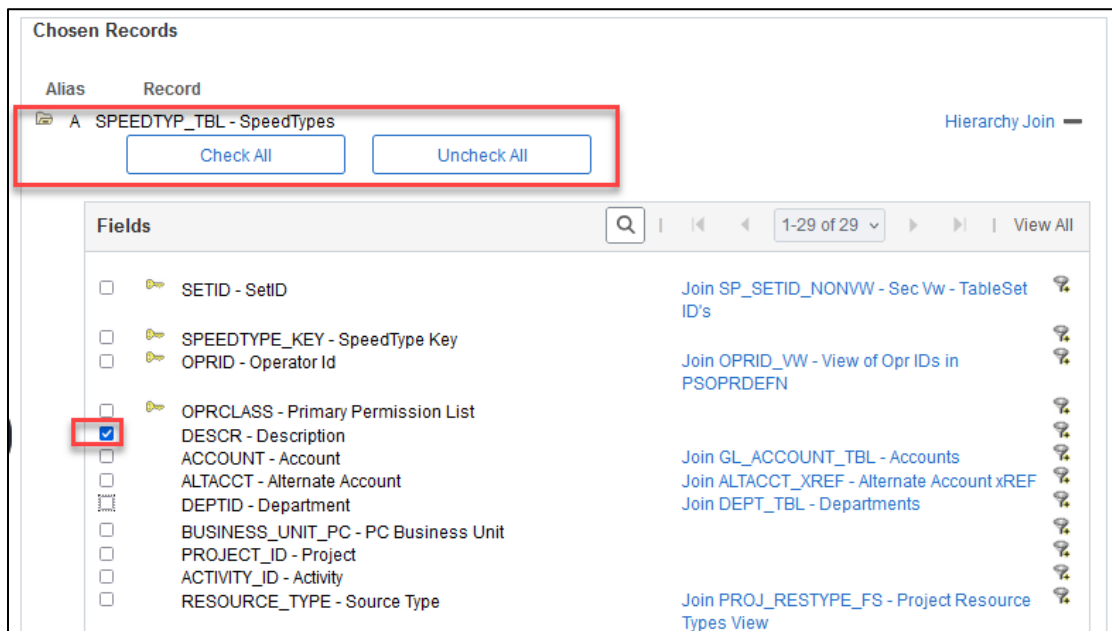 Chosen Records
Alias Record
A SPEEDTYP_TBL - SpeedTypes Hierarchy Join
Check All Uncheck All
Fields | 1-29 of 29 | View All
SETID - SetID Join SP_SETID_NONVW - Sec Vw - TableSet
ID's
SPEEDTYPE_KEY - SpeedType Key
OPRID - Operator Id Join OPRID_VW - View of Opr IDs in
PSOPRDEFN
OPRCLASS - Primary Permission List
DESCR - Description
ACCOUNT - Account Join GL_ACCOUNT_TBL - Accounts
ALTACCT - Alternate Account Join ALTACCT_XREF - Alternate Account xREF
DEPTID - Department Join DEPT_TBL - Departments
BUSINESS_UNIT_PC - PC Business Unit
PROJECT_ID - Project
ACTIVITY_ID - Activity
RESOURCE_TYPE - Source Type Join PROJ_RESTYPE_FS - Project Resource
Types View